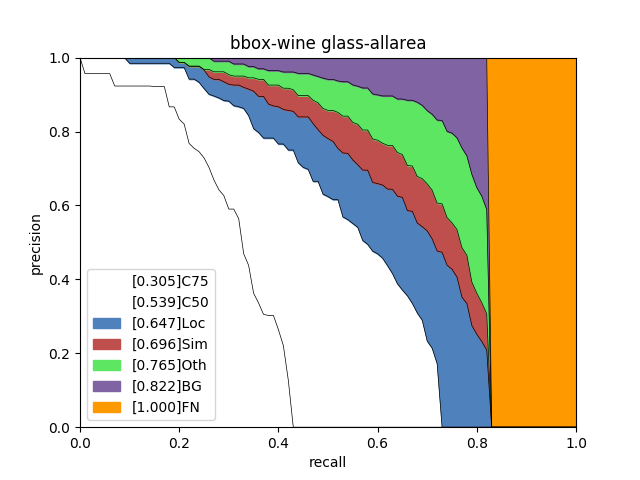 bbox-wine glass-allarea
1.0
0.8
0.6
0.4
0.2
0.0
precision
[0.305]C75
[0.539]C50
[0.647]Loc
[0.696]Sim
[0.765]Oth
[0.822]BG
[1.000]FN
0.0 0.2 0.4 0.6 0.8 1.0
recall